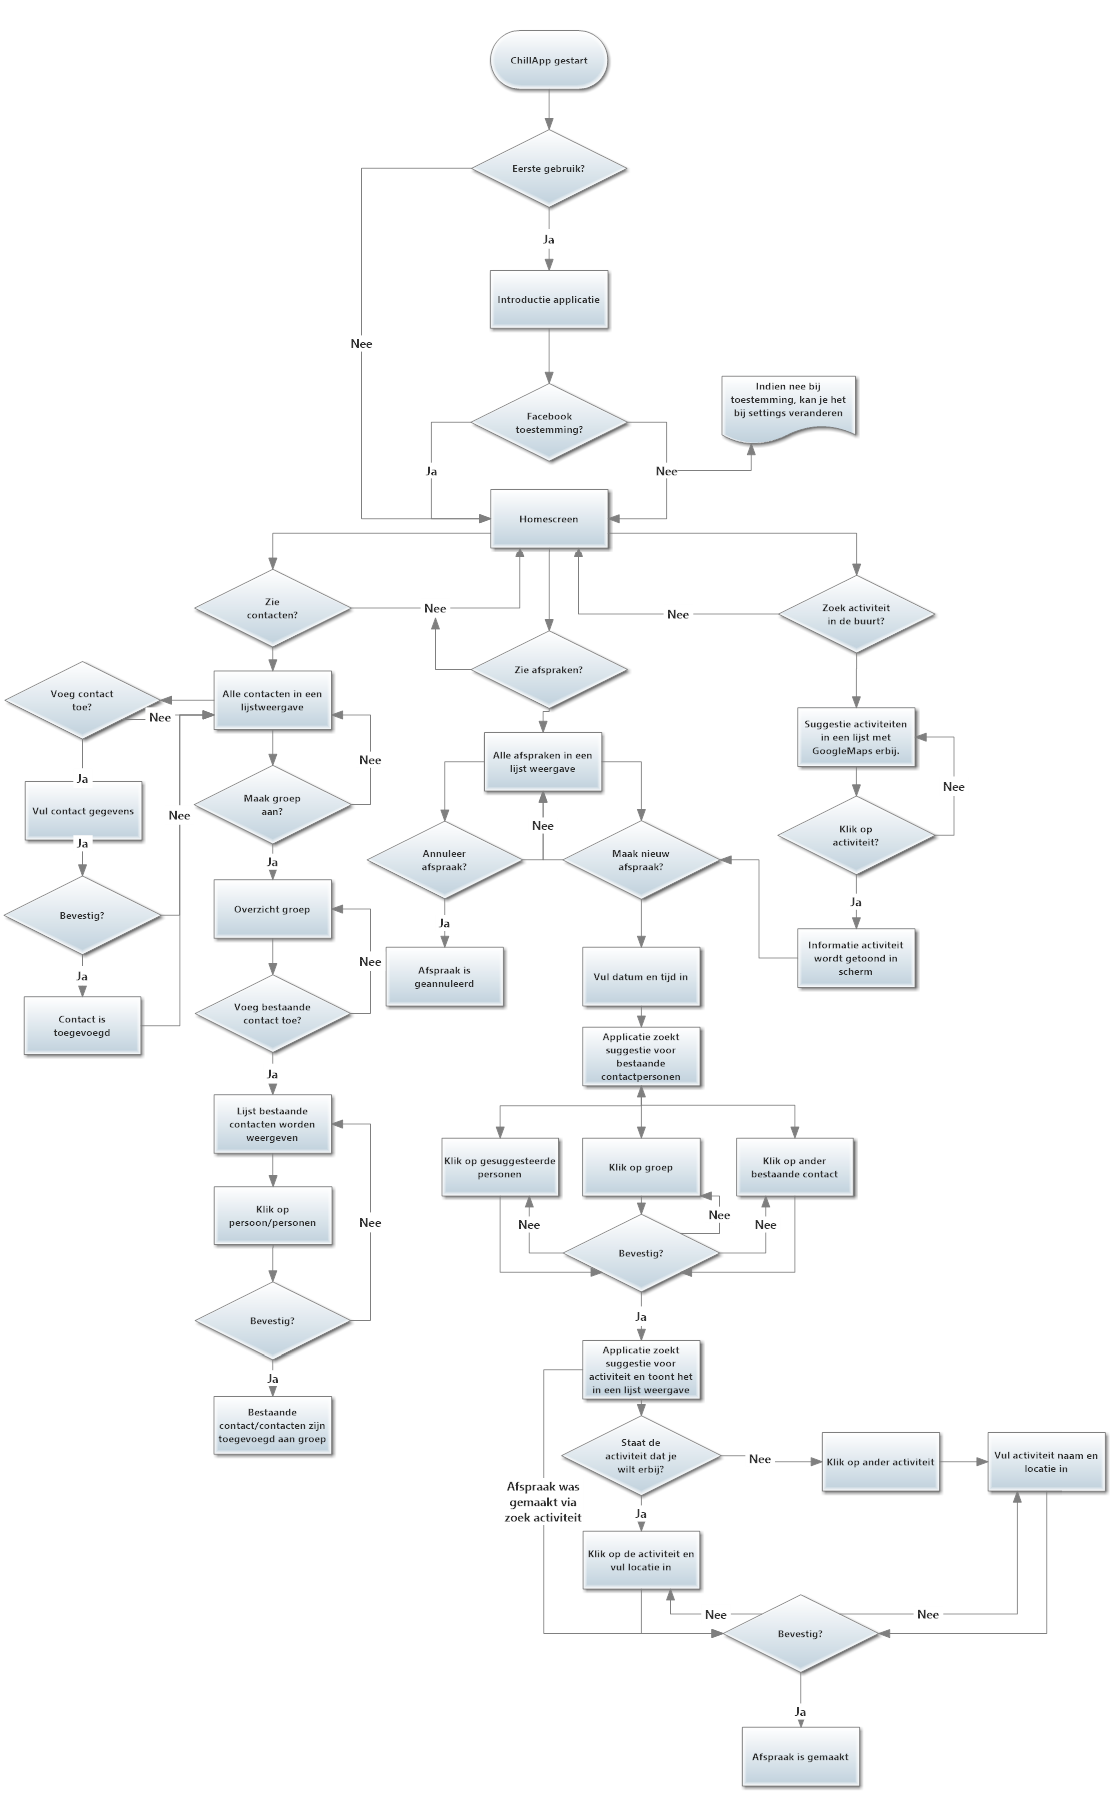 ChillApp gestart
Eerste gebruik?
Ja
Introductie applicatie
Nee
Indien nee bij
toestemming, kan je het
bij settings veranderen
Facebook
toestemming?
Ja
Nee
Homescreen
Zie
contacten?
Nee
Zoek activiteit
in de buurt?
Nee
Zie afspraken?
Voeg contact
toe?
Nee
Alle contacten in een
lijstweergave
Suggestie activiteiten
in een lijst met
GoogleMaps erbij.
Alle afspraken in een
lijst weergave
Nee
Ja
Vul contact gegevens
Ja
Nee
Maak groep
aan?
Nee
Nee
Klik op
activiteit?
Annuleer
afspraak?
Maak nieuw
afspraak?
Ja
Bevestig?
Overzicht groep
Ja
Ja
Informatie activiteit
wordt getoond in
scherm
Ja
Nee
Afspraak is
geannuleerd
Vul datum en tijd in
Contact is
toegevoegd
Voeg bestaande
contact toe?
Applicatie zoekt
suggestie voor
bestaande
contactpersonen
Ja
Lijst bestaande
contacten worden
weergeven
Klik op gesuggesteerde
personen
Klik op groep
Klik op ander
bestaande contact
Klik op
persoon/personen
Nee
Nee
Nee
Nee
Bevestig?
Bevestig?
Ja
Ja
Applicatie zoekt
suggestie voor
activiteit en toont het
in een lijst weergave
Bestaande
contact/contacten zijn
toegevoegd aan groep
Staat de
activiteit dat je
wilt erbij?
Nee
Klik op ander activiteit
Vul activiteit naam en
locatie in
Afspraak was
gemaakt via
zoek activiteit
Ja
Klik op de activiteit en
vul locatie in
Nee
Nee
Bevestig?
Ja
Afspraak is gemaakt